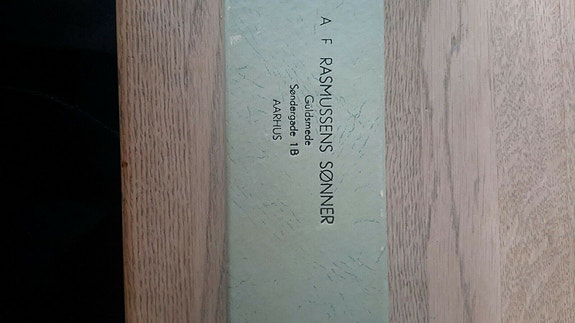 A F RASMUSSENS SØNNER
Guldsmede
Søndergade 1B
AARHUS